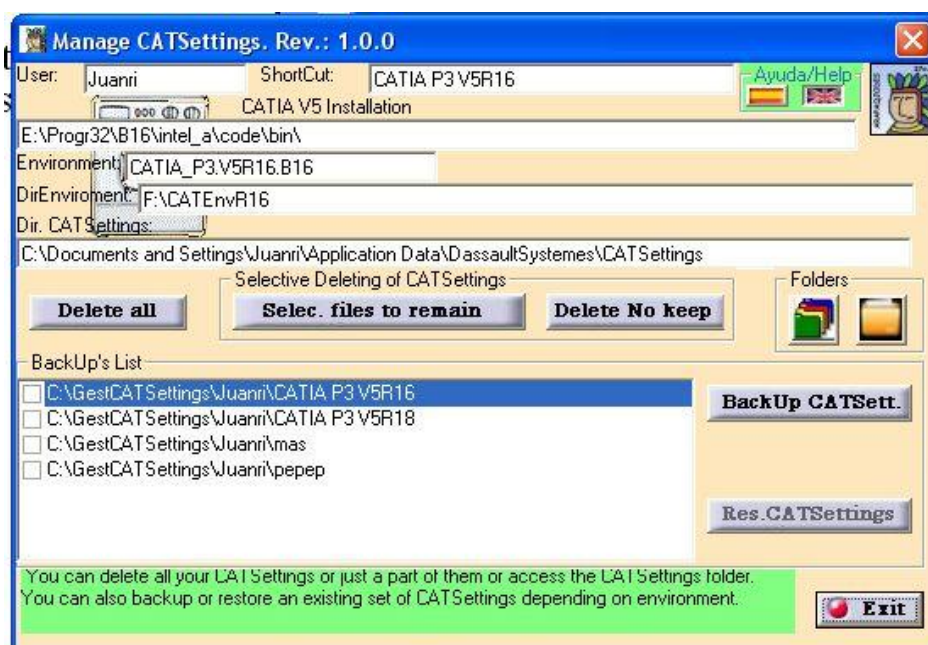 Manage CATSettings. Rev.: 1.0.0
User: Juanri ShortCut: CATIA P3 V5R16 Ayuda/Help
CATIA V5 Installation
E:\Progr32\B16\intel_a\code\bin\
Environment: CATIA_P3.V5R16.B16
DirEnviroment: F:\CATEnvR16
Dir. CATSettings:
C:\Documents and Settings\Juanri\Application Data\DassaultSystemes\CATSettings
Selective Deleting of CATSettings Folders
Delete all Selec. files to remain Delete No keep
BackUp's List
C:\GestCATSettings\Juanri\CATIA P3 V5R16
C:\GestCATSettings\Juanri\CATIA P3 V5R18
C:\GestCATSettings\Juanri\mas
C:\GestCATSettings\Juanri\pepep
BackUp CATSett.
Res.CATSettings
You can delete all your CATSettings or just a part of them or access the CATSettings folder.
You can also backup or restore an existing set of CATSettings depending on environment.
Exit